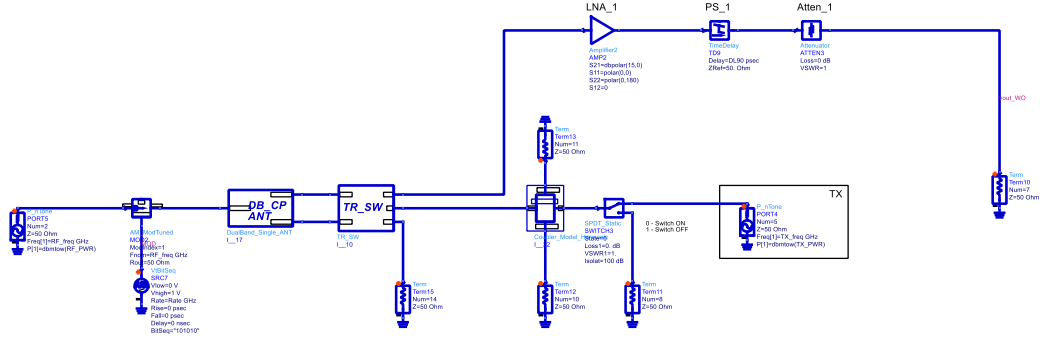 LNA_1
PS_1
Atten_1
Amplifier2
AMP2
S21=dbpolar(15,0)
S11=polar(0,0)
S22=polar(0,180)
S12=0
TimeDelay
TD9
Delay=DL90 psec
ZRef=50. Ohm
Attenuator
ATTEN3
Loss=0 dB
VSWR=1
out_WO
Term
Term13
Num=11
Z=50 Ohm
Term
Term10
Num=7
Z=50 Ohm
TX
P_nTone
PORT5
Num=2
Z=50 Ohm
Freq[1]=RF_freq GHz
P[1]=dbmtow(RF_PWR)
AM_ModTuned
ModIndex=1
Fnom=RF_freq GHz
Rout=50 Ohm
VtBitSeq
SRC7
Vlow=0 V
Vhigh=1 V
Rate=Rate GHz
Rise=0 psec
Fall=0 psec
Delay=0 nsec
BitSeq="101010"
DB_CP
ANT
DualBand_Single_ANT
I__17
TR_SW
TR_SW
I__10
Term
Term15
Num=14
Z=50 Ohm
Term
Term12
Num=10
Z=50 Ohm
SPDT_Static
SWITCH3
Loss1=0. dB
VSWR1=1.
Isolat=100 dB
0 - Switch ON
1 - Switch OFF
Term
Term11
Num=8
Z=50 Ohm
P_nTone
PORT4
Num=5
Z=50 Ohm
Freq[1]=TX_freq GHz
P[1]=dbmtow(TX_PWR)